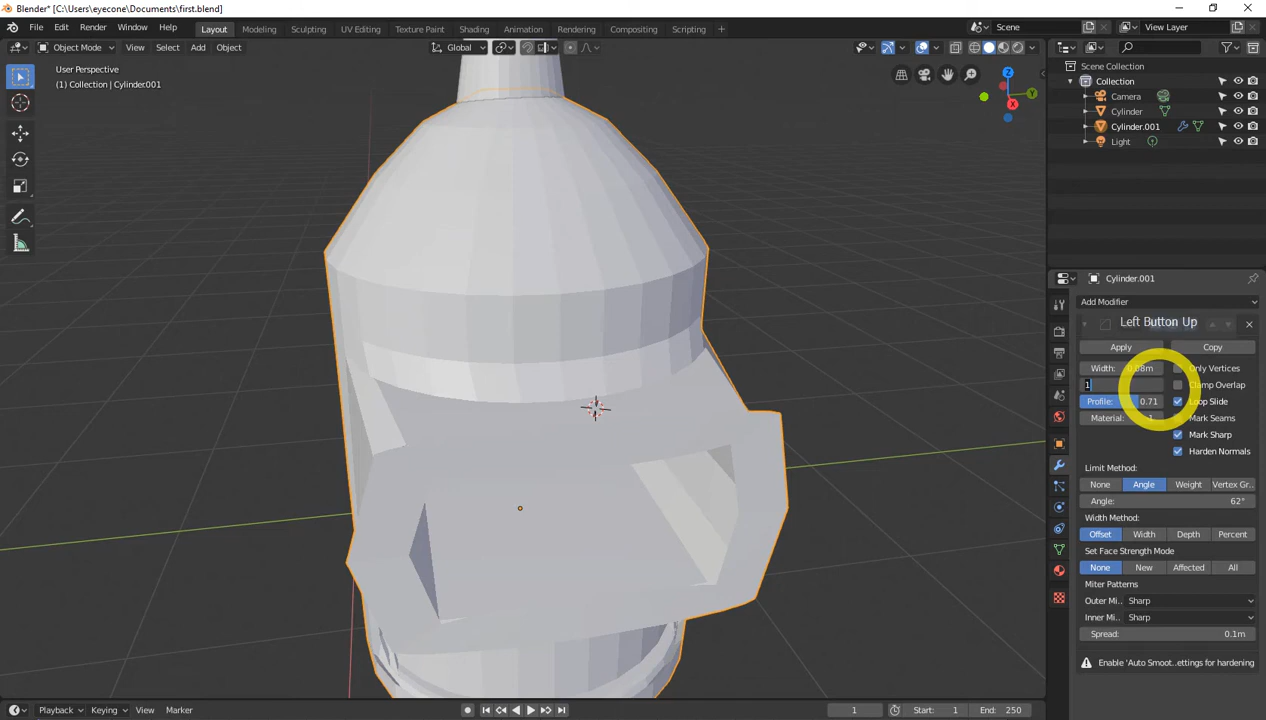 Blender* [C:\Users\eyecone\Documents\first.blend]
File Edit Render Window Help Layout Modeling Sculpting UV Editing Texture Paint Shading Animation Rendering Compositing Scripting Scene View Layer
Object Mode View Select Add Object Global
User Perspective
(1) Collection | Cylinder.001
Z
Y
X
Scene Collection
Collection
Camera
Cylinder
Cylinder.001
Light
Cylinder.001
Add Modifier
Left Button Up
Apply Copy
Width: 0.08m Only Vertices
1 Clamp Overlap
Profile: 0.71 Loop Slide
Material: -1 Mark Seams
Mark Sharp
Harden Normals
Limit Method:
None Angle Weight Vertex Gr..
Angle: 62°
Width Method:
Offset Width Depth Percent
Set Face Strength Mode
None New Affected All
Miter Patterns
Outer Mi.. Sharp
Inner Mi.. Sharp
Spread: 0.1m
Enable 'Auto Smoot..ettings for hardening
Playback Keying View Marker 1 Start: 1 End: 250